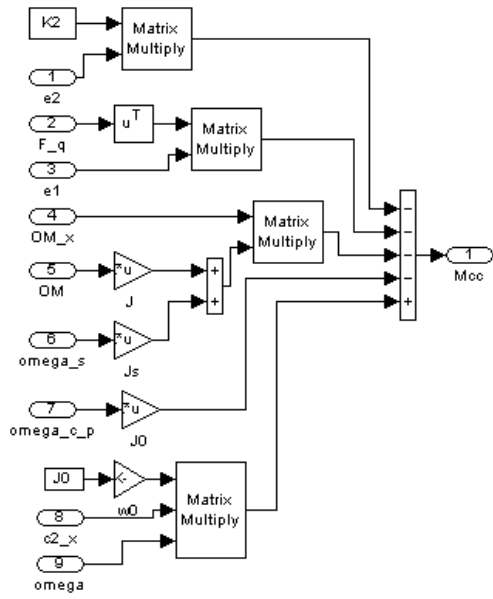 K2
Matrix
Multiply
1
e2
2
F_q
u^T
Matrix
Multiply
3
e1
4
OM_x
Matrix
Multiply
5
OM
*u
J
+
+
6
omega_s
*u
Js
7
omega_c_p
*u
J0
−
−
−
−
+
1
Mcc
J0
<-
w0
Matrix
Multiply
8
c2_x
9
omega